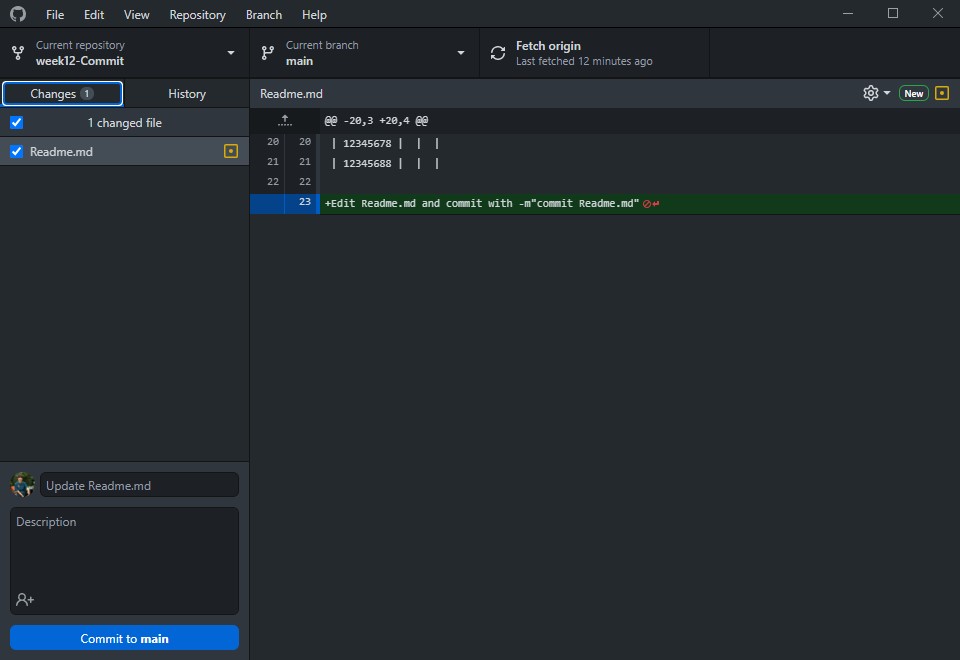 File Edit View Repository Branch Help
Current repository
week12-Commit
Current branch
main
Fetch origin
Last fetched 12 minutes ago
Changes 1
History
1 changed file
Readme.md
Readme.md
New
@@ -20,3 +20,4 @@
20 20 | 12345678 | | |
21 21 | 12345688 | | |
22 22
23 +Edit Readme.md and commit with -m"commit Readme.md"
Update Readme.md
Description
Commit to main